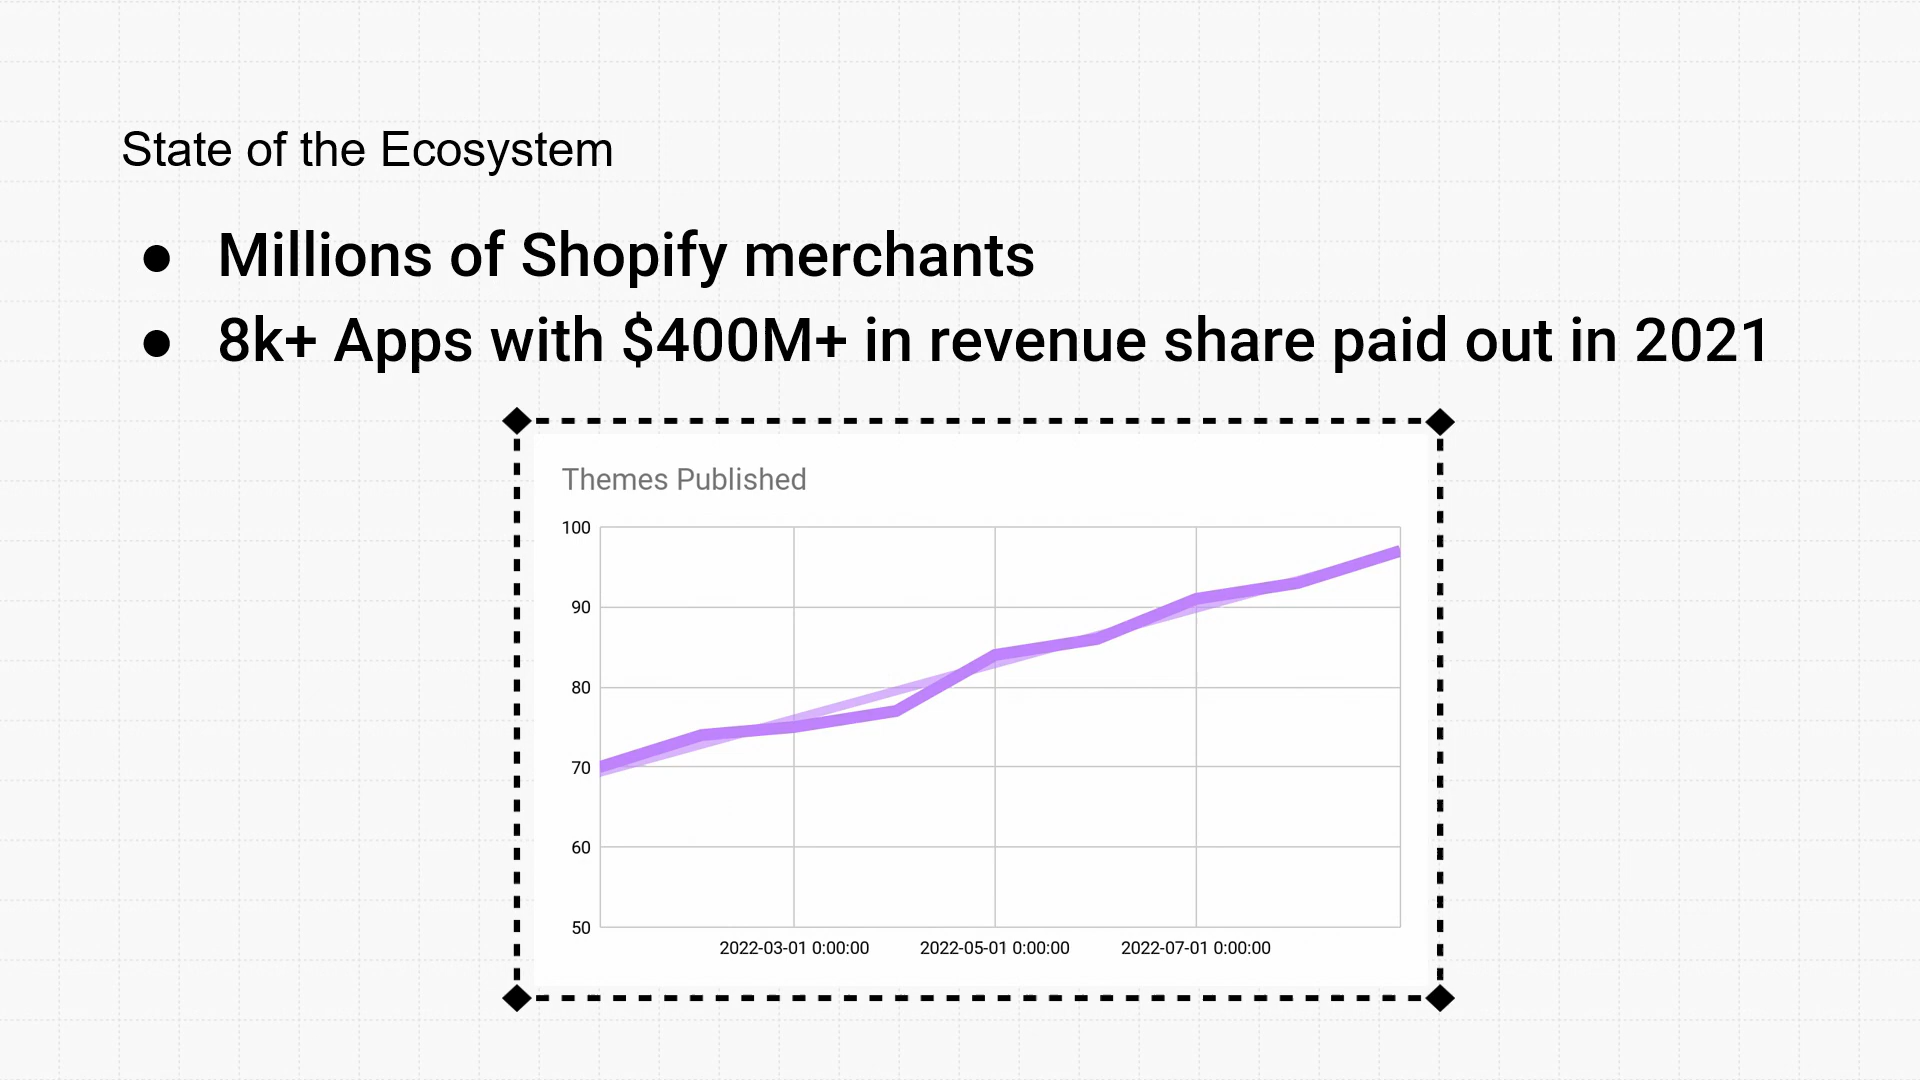 State of the Ecosystem
● Millions of Shopify merchants
● 8k+ Apps with $400M+ in revenue share paid out in 2021
Themes Published
100
90
80
70
60
50
2022-03-01 0:00:00 2022-05-01 0:00:00 2022-07-01 0:00:00